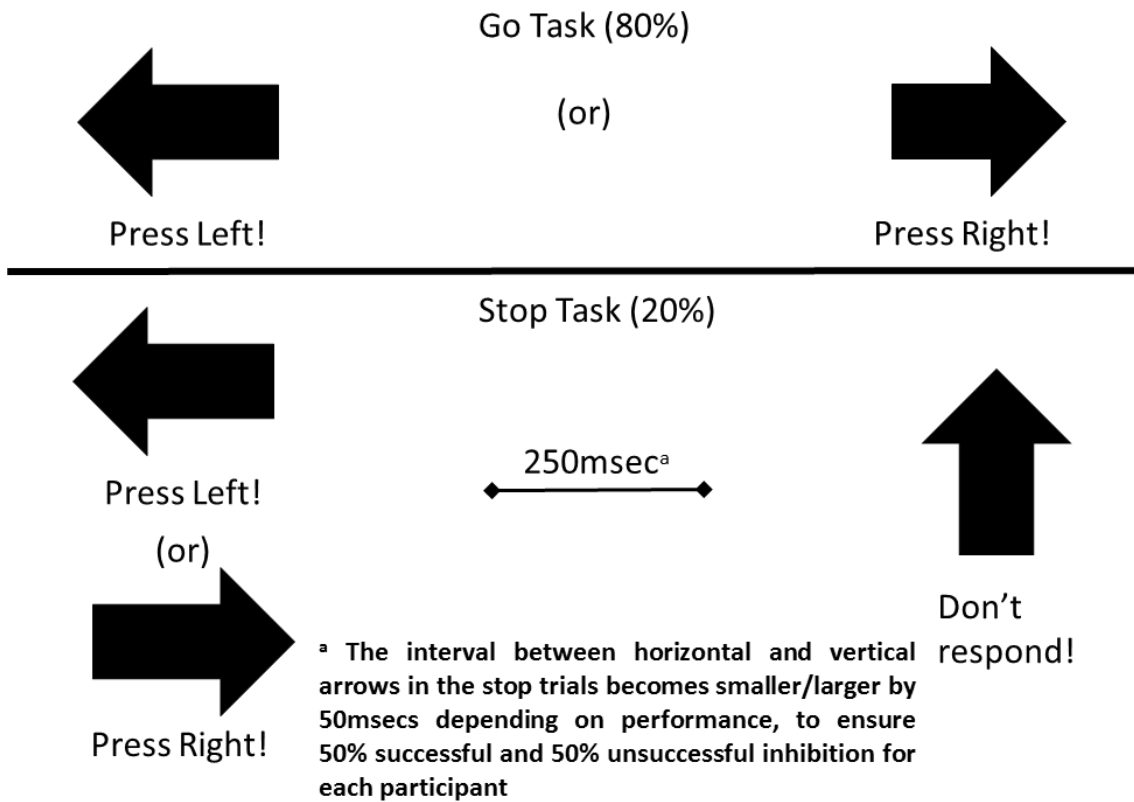 Go Task (80%)
(or)
Press Left!
Press Right!
Stop Task (20%)
Press Left!
250msecᵃ
(or)
Press Right!
Don’t
respond!
ᵃ The interval between horizontal and vertical
arrows in the stop trials becomes smaller/larger by
50msecs depending on performance, to ensure
50% successful and 50% unsuccessful inhibition for
each participant